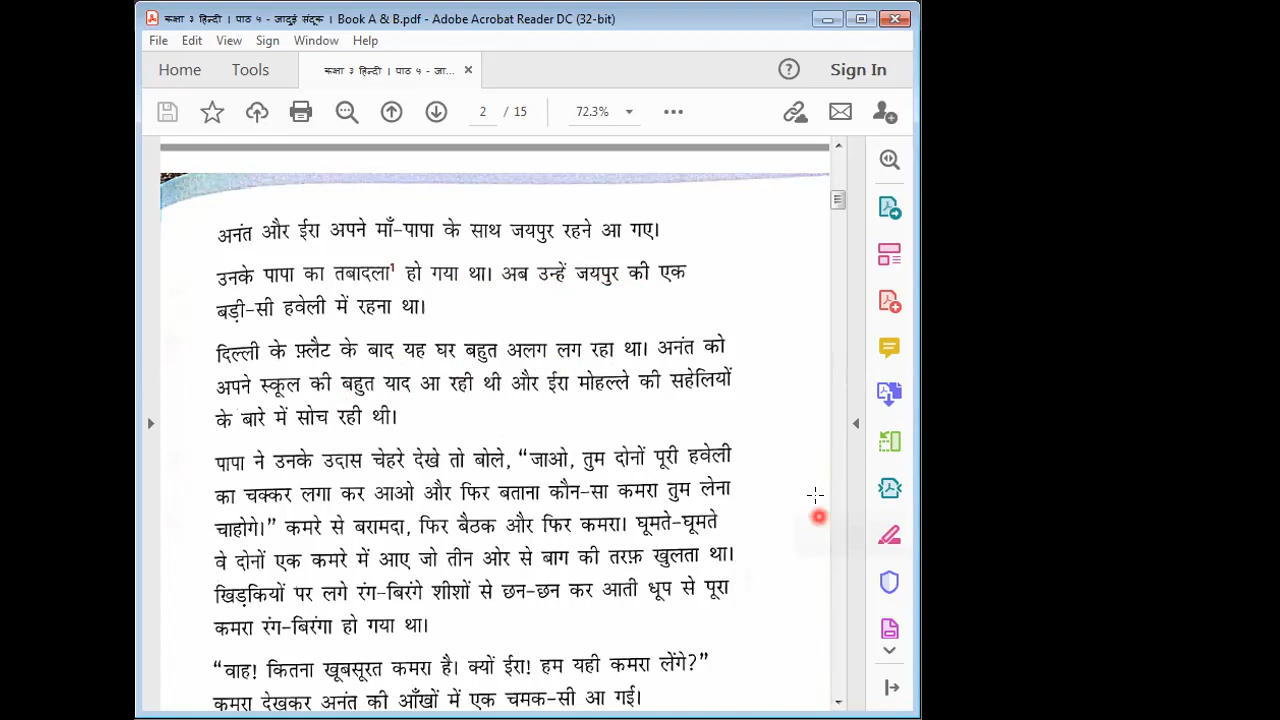 कक्षा ३ हिन्दी । पाठ ५ - जादुई संदूक । Book A & B.pdf - Adobe Acrobat Reader DC (32-bit)
File Edit View Sign Window Help
Home Tools कक्षा ३ हिन्दी । पाठ ५ - जा... Sign In
2 / 15 72.3%
अनंत और ईरा अपने माँ-पापा के साथ जयपुर रहने आ गए।
उनके पापा का तबादला¹ हो गया था। अब उन्हें जयपुर की एक
बड़ी-सी हवेली में रहना था।
दिल्ली के फ़्लैट के बाद यह घर बहुत अलग लग रहा था। अनंत को
अपने स्कूल की बहुत याद आ रही थी और ईरा मोहल्ले की सहेलियों
के बारे में सोच रही थी।
पापा ने उनके उदास चेहरे देखे तो बोले, “जाओ, तुम दोनों पूरी हवेली
का चक्कर लगा कर आओ और फिर बताना कौन-सा कमरा तुम लेना
चाहोगे।” कमरे से बरामदा, फिर बैठक और फिर कमरा। घूमते-घूमते
वे दोनों एक कमरे में आए जो तीन ओर से बाग की तरफ़ खुलता था।
खिड़कियों पर लगे रंग-बिरंगे शीशों से छन-छन कर आती धूप से पूरा
कमरा रंग-बिरंगा हो गया था।
“वाह! कितना खूबसूरत कमरा है। क्यों ईरा! हम यही कमरा लेंगे?”
कमरा देखकर अनंत की आँखों में एक चमक-सी आ गई।